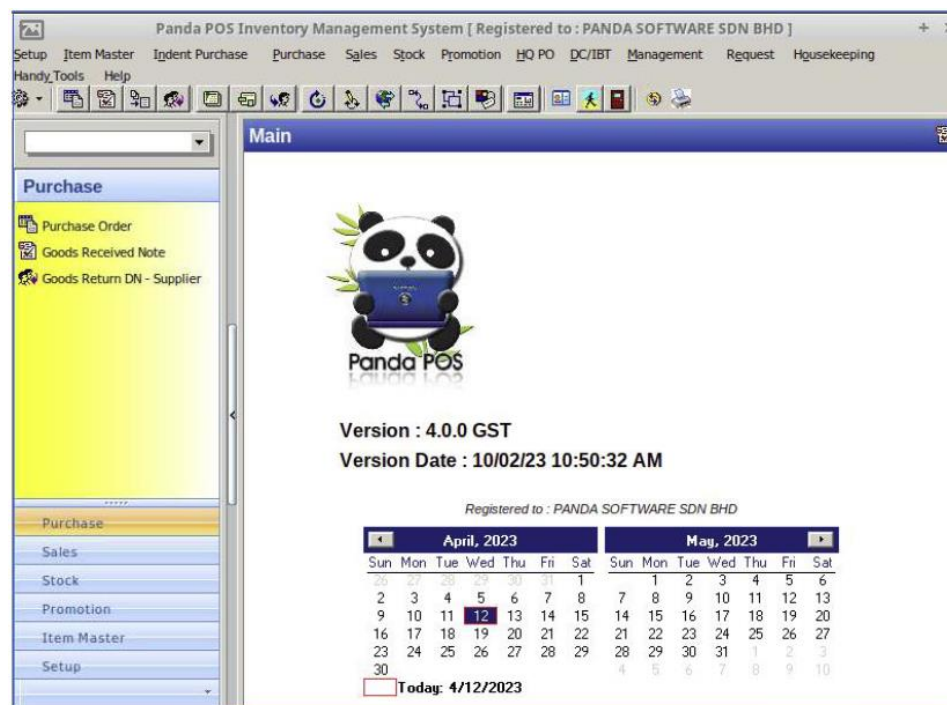 Panda POS Inventory Management System [ Registered to : PANDA SOFTWARE SDN BHD ]
Setup Item Master Indent Purchase Purchase Sales Stock Promotion HQ PO DC/IBT Management Request Housekeeping
Handy Tools Help
Main
Purchase
Purchase Order
Goods Received Note
Goods Return DN - Supplier
Panda POS
Version : 4.0.0 GST
Version Date : 10/02/23 10:50:32 AM
Registered to : PANDA SOFTWARE SDN BHD
April, 2023 May, 2023
Sun Mon Tue Wed Thu Fri Sat Sun Mon Tue Wed Thu Fri Sat
26 27 28 29 30 31 1 1 2 3 4 5 6
2 3 4 5 6 7 8 7 8 9 10 11 12 13
9 10 11 12 13 14 15 14 15 16 17 18 19 20
16 17 18 19 20 21 22 21 22 23 24 25 26 27
23 24 25 26 27 28 29 28 29 30 31 1 2 3
30 4 5 6 7 8 9 10
Today: 4/12/2023
Purchase
Sales
Stock
Promotion
Item Master
Setup